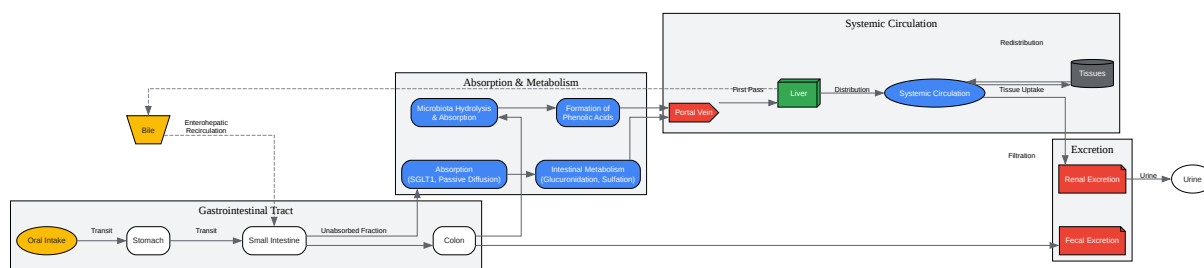 Systemic Circulation
Redistribution
Tissues
Absorption & Metabolism
First Pass
Liver
Distribution
Systemic Circulation
Tissue Uptake
Microbiota Hydrolysis
& Absorption
Formation of
Phenolic Acids
Portal Vein
Bile
Enterohepatic
Recirculation
Excretion
Filtration
Absorption
(SGLT1, Passive Diffusion)
Intestinal Metabolism
(Glucuronidation, Sulfation)
Renal Excretion
Urine
Urine
Gastrointestinal Tract
Oral Intake
Transit
Stomach
Transit
Small Intestine
Unabsorbed Fraction
Colon
Fecal Excretion